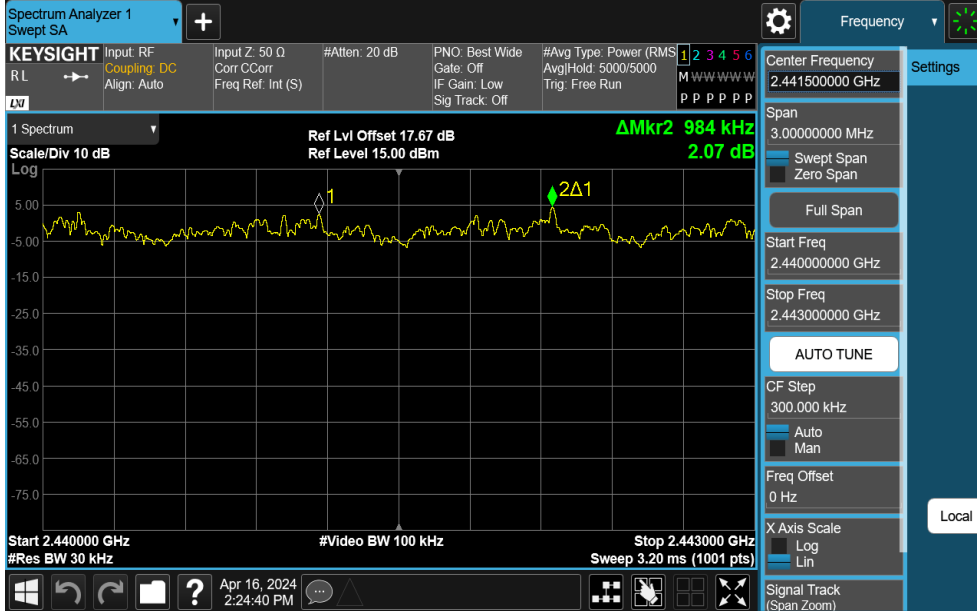 Spectrum Analyzer 1
Swept SA
Frequency
KEYSIGHT
R L
LXI
Input: RF
Coupling: DC
Align: Auto
Input Z: 50 Ω
Corr CCorr
Freq Ref: Int (S)
#Atten: 20 dB
PNO: Best Wide
Gate: Off
IF Gain: Low
Sig Track: Off
#Avg Type: Power (RMS
Avg|Hold: 5000/5000
Trig: Free Run
1 2 3 4 5 6
M W W W W W
P P P P P P
1 Spectrum
Scale/Div 10 dB
Log
Ref Lvl Offset 17.67 dB
Ref Level 15.00 dBm
ΔMkr2 984 kHz
2.07 dB
1
2Δ1
5.00
-5.00
-15.0
-25.0
-35.0
-45.0
-55.0
-65.0
-75.0
Start 2.440000 GHz
#Res BW 30 kHz
#Video BW 100 kHz
Stop 2.443000 GHz
Sweep 3.20 ms (1001 pts)
Apr 16, 2024
2:24:40 PM
Center Frequency
2.441500000 GHz
Span
3.00000000 MHz
Swept Span
Zero Span
Full Span
Start Freq
2.440000000 GHz
Stop Freq
2.443000000 GHz
AUTO TUNE
CF Step
300.000 kHz
Auto
Man
Freq Offset
0 Hz
X Axis Scale
Log
Lin
Signal Track
(Span Zoom)
Settings
Local